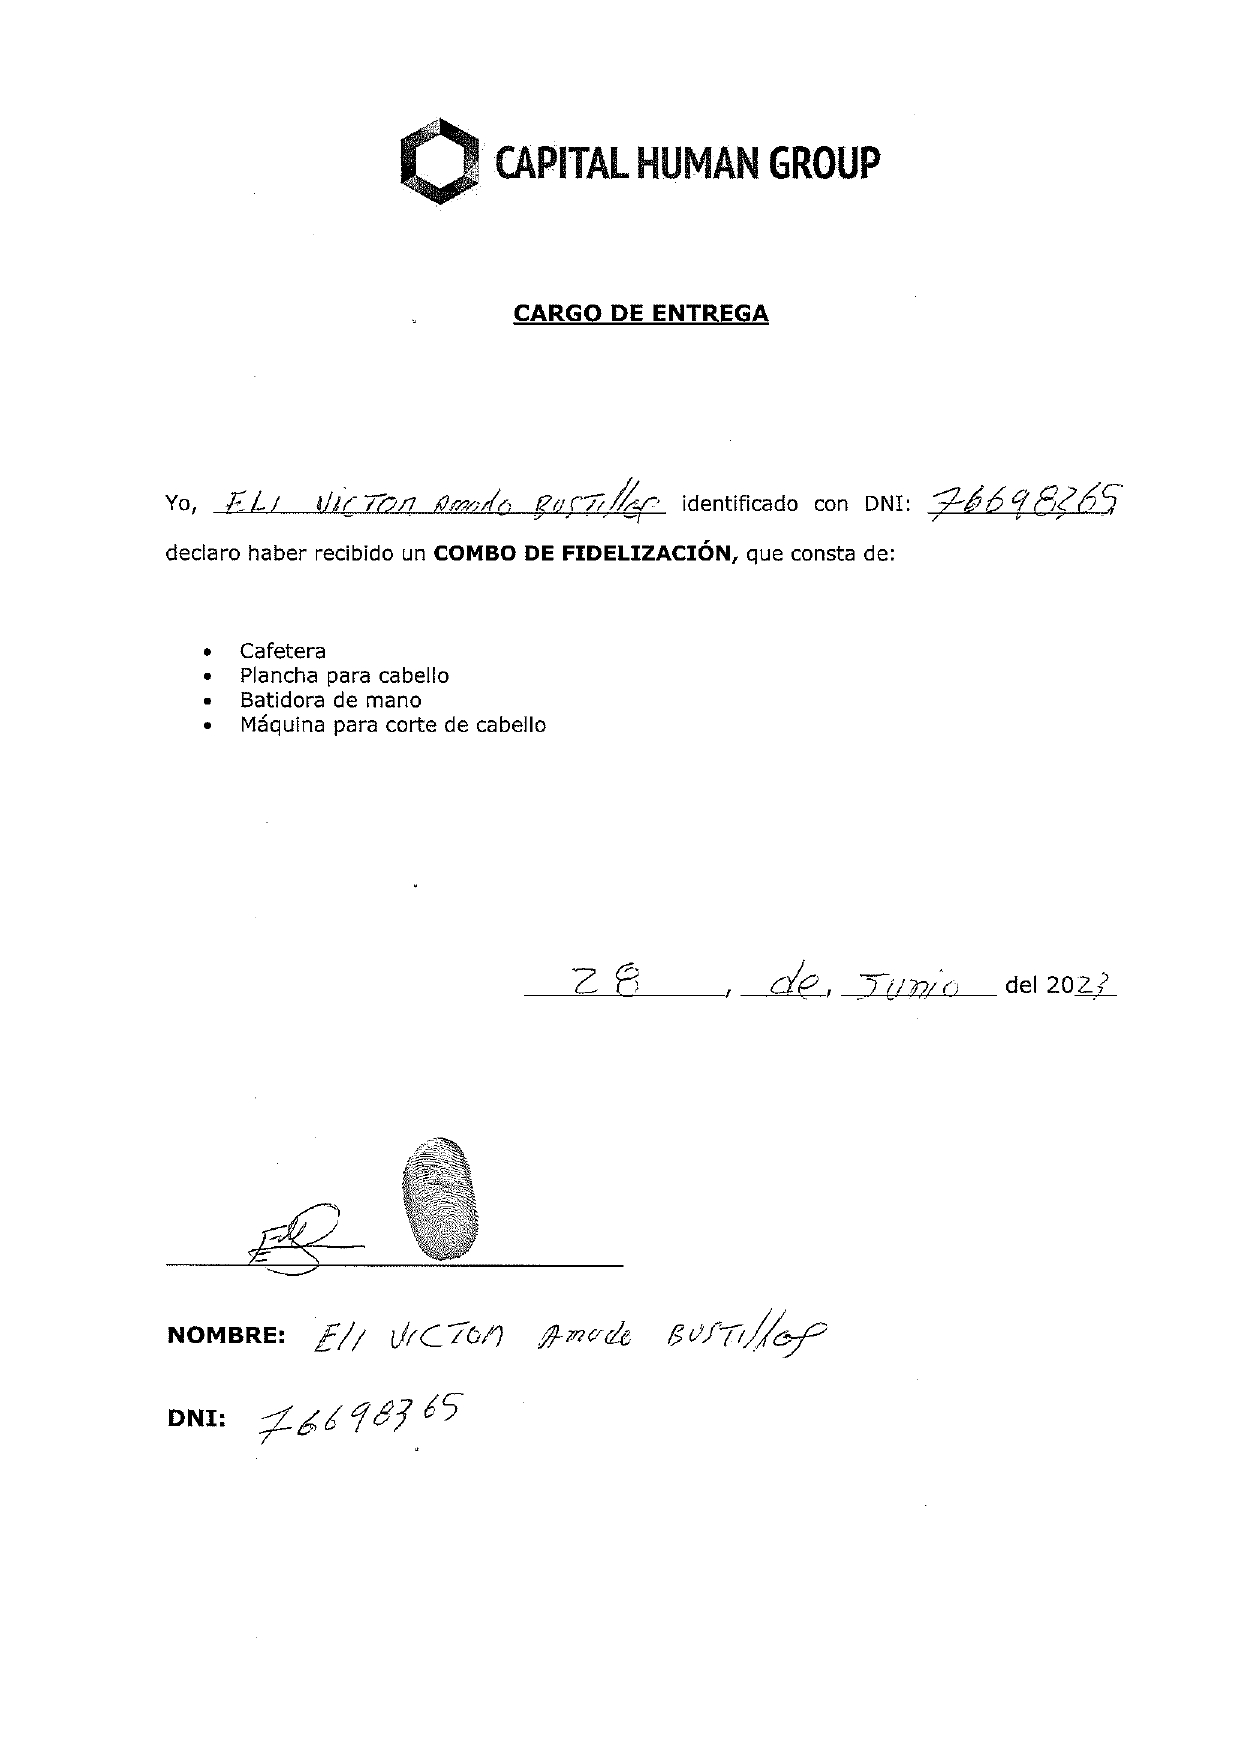 CAPITAL HUMAN GROUP
CARGO DE ENTREGA
Yo, ELI VICTOR Amado BUSTIllos identificado con DNI: 76698365
declaro haber recibido un COMBO DE FIDELIZACIÓN, que consta de:
• Cafetera
• Plancha para cabello
• Batidora de mano
• Máquina para corte de cabello
28, de, Junio del 2023
NOMBRE: Eli VICTOR Amado BUSTIllos
DNI: 76698365